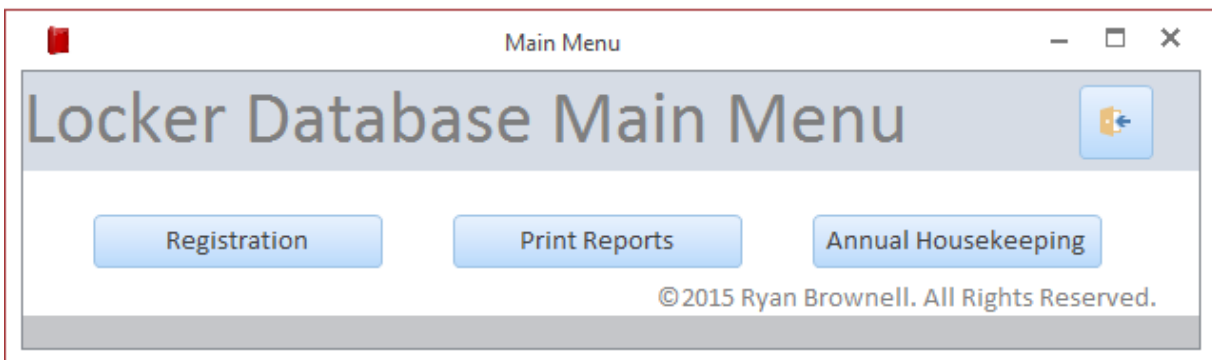 Main Menu
Locker Database Main Menu
Registration Print Reports Annual Housekeeping
©2015 Ryan Brownell. All Rights Reserved.